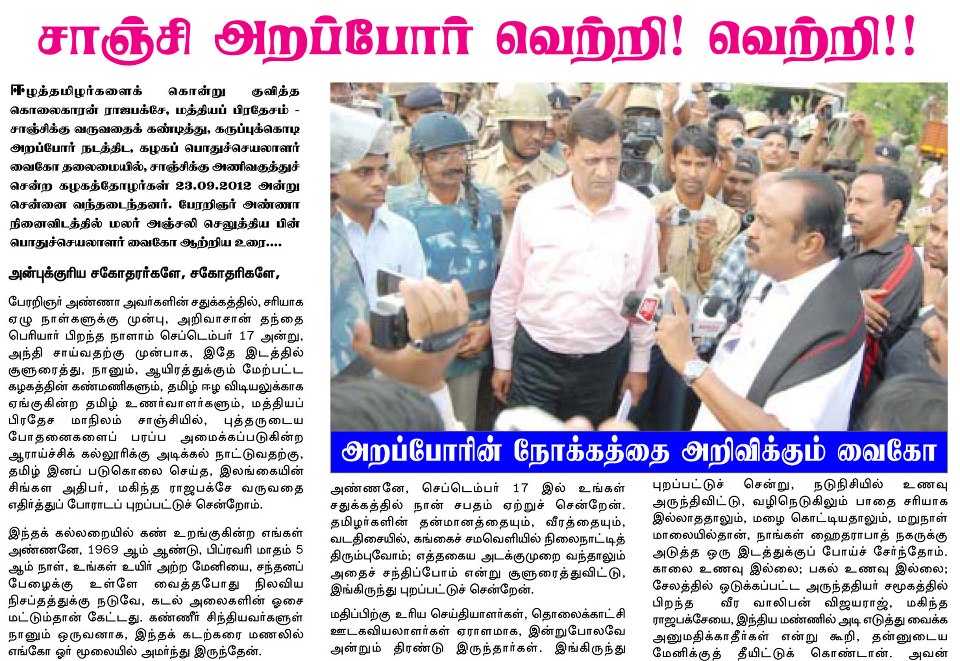 சாஞ்சி அறப்போர் வெற்றி! வெற்றி!!
ஈழத்தமிழர்களைக் கொன்று குவித்த
கொலைகாரன் ராஜபக்சே, மத்தியப் பிரதேசம் -
சாஞ்சிக்கு வருவதைக் கண்டித்து, கருப்புக்கொடி
அறப்போர் நடத்திட, கழகப் பொதுச்செயலாளர்
வைகோ தலைமையில், சாஞ்சிக்கு அணிவகுத்துச்
சென்ற கழகத்தோழர்கள் 23.09.2012 அன்று
சென்னை வந்தடைந்தனர். பேரறிஞர் அண்ணா
நினைவிடத்தில் மலர் அஞ்சலி செலுத்திய பின்
பொதுச்செயலாளர் வைகோ ஆற்றிய உரை....
அன்புக்குரிய சகோதரர்களே, சகோதரிகளே,
பேரறிஞர் அண்ணா அவர்களின் சதுக்கத்தில், சரியாக
ஏழு நாள்களுக்கு முன்பு, அறிவாசான் தந்தை
பெரியார் பிறந்த நாளாம் செப்டெம்பர் 17 அன்று,
அந்தி சாய்வதற்கு முன்பாக, இதே இடத்தில்
சூளுரைத்து, நானும், ஆயிரத்துக்கும் மேற்பட்ட
கழகத்தின் கண்மணிகளும், தமிழ் ஈழ விடியலுக்காக
ஏங்குகின்ற தமிழ் உணர்வாளர்களும், மத்தியப்
பிரதேச மாநிலம் சாஞ்சியில், புத்தருடைய
போதனைகளைப் பரப்ப அமைக்கப்படுகின்ற
ஆராய்ச்சிக் கல்லூரிக்கு அடிக்கல் நாட்டுவதற்கு,
தமிழ் இனப் படுகொலை செய்த, இலங்கையின்
சிங்கள அதிபர், மகிந்த ராஜபக்சே வருவதை
எதிர்த்துப் போராடப் புறப்பட்டுச் சென்றோம்.
இந்தக் கல்லறையில் கண் உறங்குகின்ற எங்கள்
அண்ணனே, 1969 ஆம் ஆண்டு, பிப்ரவரி மாதம் 5
ஆம் நாள், உங்கள் உயிர் அற்ற மேனியை, சந்தனப்
பேழைக்கு உள்ளே வைத்தபோது நிலவிய
நிசப்தத்துக்கு நடுவே, கடல் அலைகளின் ஓசை
மட்டும்தான் கேட்டது. கண்ணீர் சிந்தியவர்களுள்
நானும் ஒருவனாக, இந்தக் கடற்கரை மணலில்
எங்கோ ஓர் மூலையில் அமர்ந்து இருந்தேன்.
அறப்போரின் நோக்கத்தை அறிவிக்கும் வைகோ
அண்ணனே, செப்டெம்பர் 17 இல் உங்கள்
சதுக்கத்தில் நான் சபதம் ஏற்றுச் சென்றேன்.
தமிழர்களின் தன்மானத்தையும், வீரத்தையும்,
வடதிசையில், கங்கைச் சமவெளியில் நிலைநாட்டித்
திரும்புவோம்; எத்தகைய அடக்குமுறை வந்தாலும்
அதைச் சந்திப்போம் என்று சூளுரைத்துவிட்டு,
இங்கிருந்து புறப்பட்டுச் சென்றேன்.
மதிப்பிற்கு உரிய செய்தியாளர்கள், தொலைக்காட்சி
ஊடகவியலாளர்கள் ஏராளமாக, இன்றுபோலவே
அன்றும் திரண்டு இருந்தார்கள். இங்கிருந்து
புறப்பட்டுச் சென்று, நடுநிசியில் உணவு
அருந்திவிட்டு, வழிநெடுகிலும் பாதை சரியாக
இல்லாததாலும், மழை கொட்டியதாலும், மறுநாள்
மாலையில்தான், நாங்கள் ஹைதராபாத் நகருக்கு
அடுத்த ஒரு இடத்துக்குப் போய்ச் சேர்ந்தோம்.
காலை உணவு இல்லை; பகல் உணவு இல்லை;
சேலத்தில் ஒடுக்கப்பட்ட அருந்ததியர் சமூகத்தில்
பிறந்த வீர வாலிபன் விஜயராஜ், மகிந்த
ராஜபக்சேயை, இந்திய மண்ணில் அடி எடுத்து வைக்க
அனுமதிக்காதீர்கள் என்று கூறி, தன்னுடைய
மேனிக்குத் தீயிட்டுக் கொண்டான். அவன்